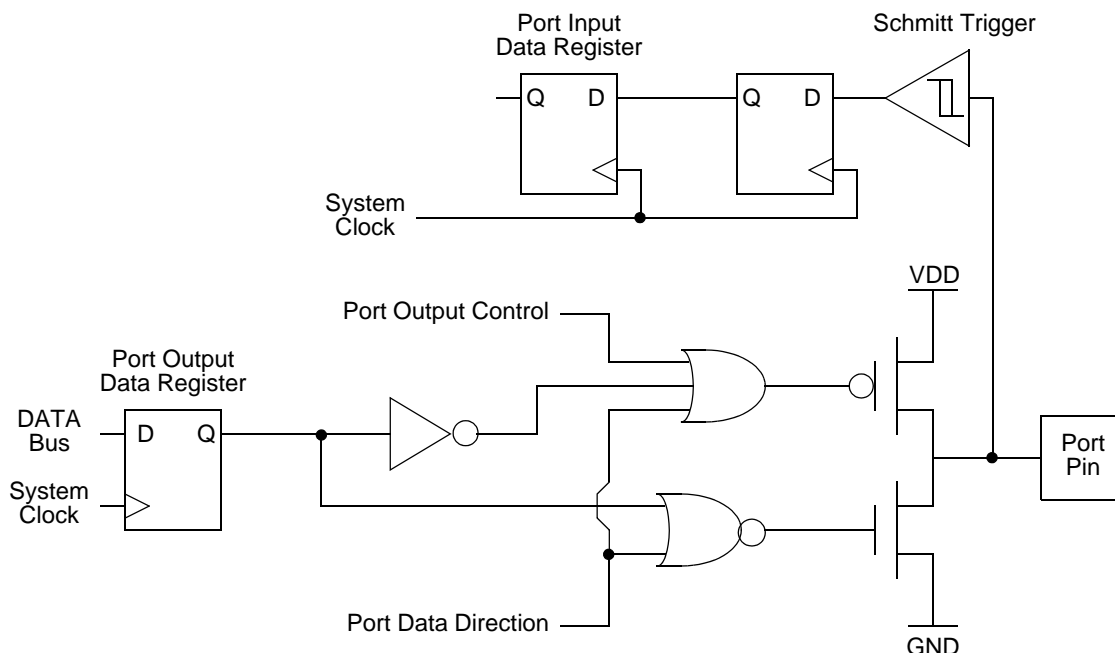 Port Input
Data Register
Schmitt Trigger
Q D
Q D
System
Clock
VDD
Port Output Control
Port Output
Data Register
DATA
Bus
D Q
System
Clock
Port
Pin
Port Data Direction
GND